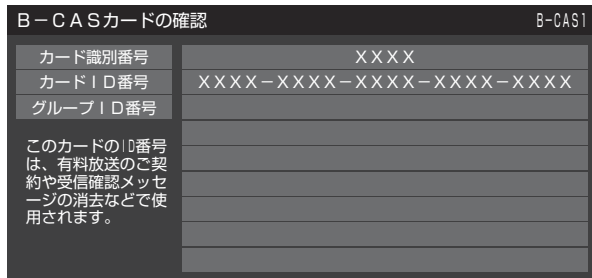 B-CASカードの確認 B-CAS1
カード識別番号 XXXX
カードID番号 XXXX-XXXX-XXXX-XXXX-XXXX
グループID番号
このカードのID番号
は、有料放送のご契
約や受信確認メッセ
ージの消去などで使
用されます。